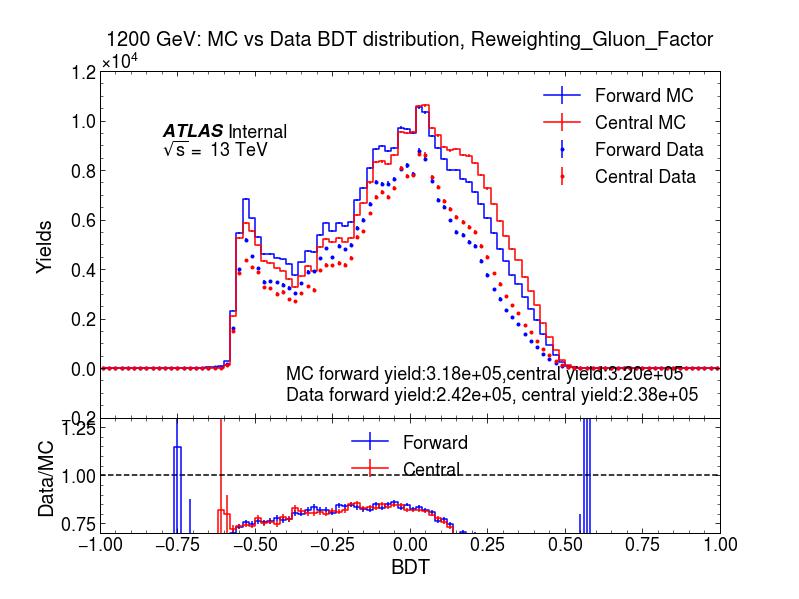 1200 GeV: MC vs Data BDT distribution, Reweighting_Gluon_Factor
×10⁴
1.2
1.0
0.8
0.6
0.4
0.2
0.0
0.2
Yields
ATLAS Internal
√s = 13 TeV
Forward MC
Central MC
Forward Data
Central Data
MC forward yield:3.18e+05,central yield:3.20e+05
Data forward yield:2.42e+05, central yield:2.38e+05
1.25
1.00
0.75
Data/MC
Forward
Central
−1.00 −0.75 −0.50 −0.25 0.00 0.25 0.50 0.75 1.00
BDT